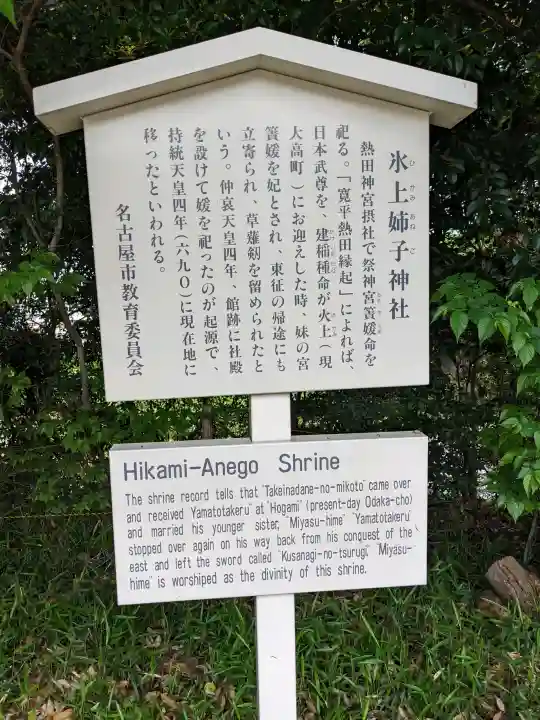 氷上姉子神社
ひかみあねご
熱田神宮摂社で祭神宮簀媛命を
祀る。「寛平熱田縁起」によれば、
日本武尊を、建稲種命が火上（現
大高町）にお迎えした時、妹の宮
簀媛を妃とされ、東征の帰途にも
立寄られ、草薙剱を留められたと
いう。仲哀天皇四年、館跡に社殿
を設けて媛を祀ったのが起源で、
持統天皇四年（六九〇）に現在地に
移ったといわれる。
名古屋市教育委員会
Hikami-Anego Shrine
The shrine record tells that "Takeinadane-no-mikoto" came over
and received "Yamatotakeru" at "Hogami" (present-day Odaka-cho)
and married his younger sister, "Miyasu-hime" "Yamatotakeru"
stopped over again on his way back from his conquest of the
east and left the sword called "Kusanagi-no-tsurugi" "Miyasu-
hime" is worshiped as the divinity of this shrine.